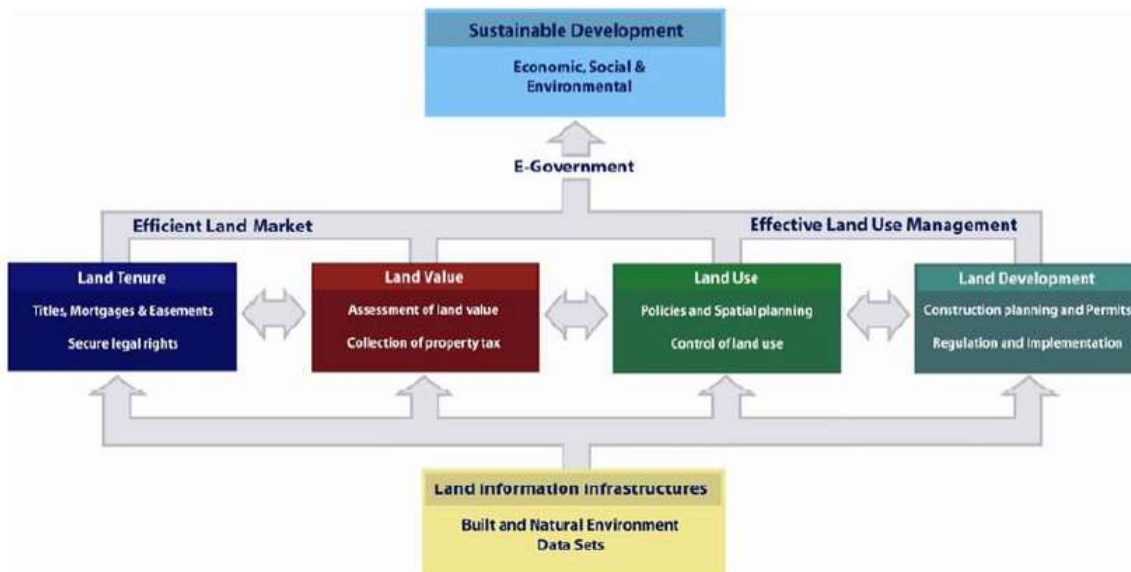 Sustainable Development
Economic, Social &
Environmental
E-Government
Efficient Land Market
Effective Land Use Management
Land Tenure
Titles, Mortgages & Easements
Secure legal rights
Land Value
Assessment of land value
Collection of property tax
Land Use
Policies and Spatial planning
Control of land use
Land Development
Construction planning and Permits
Regulation and Implementation
Land Information Infrastructures
Built and Natural Environment
Data Sets